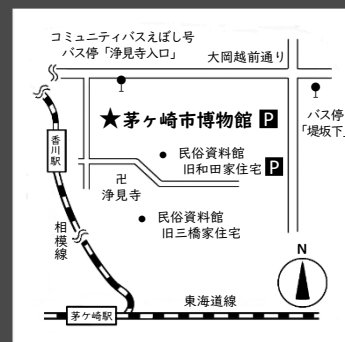 コミュニティバスえぼし号
バス停「浄見寺入口」
大岡越前通り
★茅ヶ崎市博物館 P
バス停
「堤坂下」
香川駅
民俗資料館
旧和田家住宅 P
卍
浄見寺
民俗資料館
旧三橋家住宅
相模線
N
東海道線
茅ケ崎駅